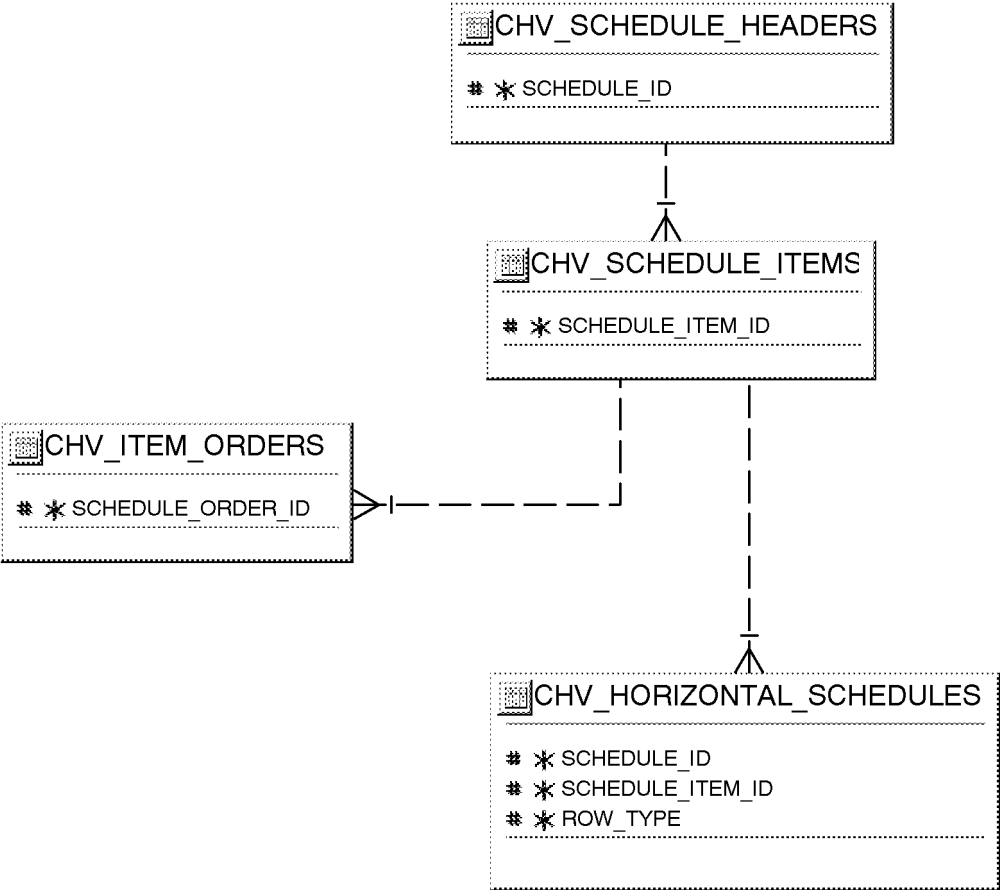 CHV_SCHEDULE_HEADERS
# * SCHEDULE_ID
CHV_SCHEDULE_ITEMS
# * SCHEDULE_ITEM_ID
CHV_ITEM_ORDERS
# * SCHEDULE_ORDER_ID
CHV_HORIZONTAL_SCHEDULES
# * SCHEDULE_ID
# * SCHEDULE_ITEM_ID
# * ROW_TYPE